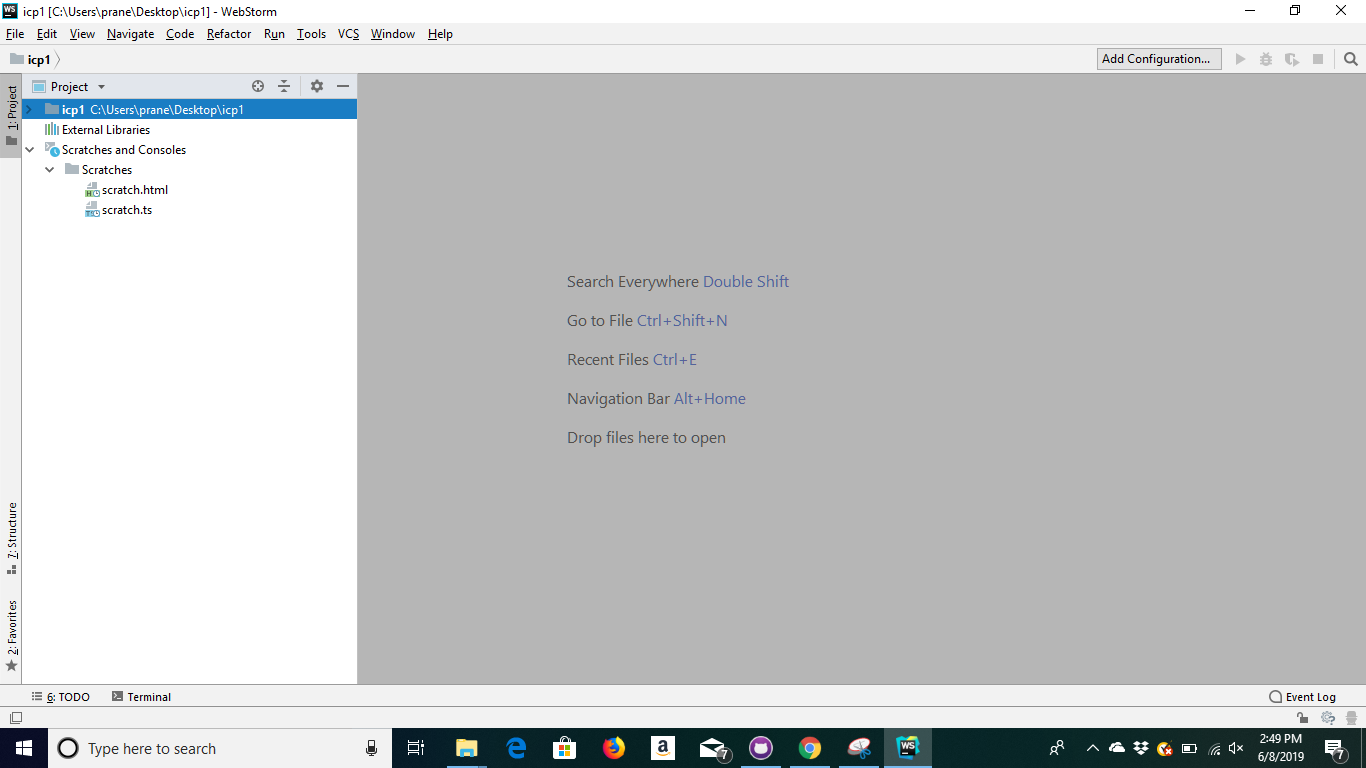 WS icp1 [C:\Users\prane\Desktop\icp1] - WebStorm
File Edit View Navigate Code Refactor Run Tools VCS Window Help
icp1
Add Configuration...
1: Project
Project
icp1 C:\Users\prane\Desktop\icp1
External Libraries
Scratches and Consoles
Scratches
H scratch.html
TS scratch.ts
Search Everywhere Double Shift
Go to File Ctrl+Shift+N
Recent Files Ctrl+E
Navigation Bar Alt+Home
Drop files here to open
7: Structure
2: Favorites
6: TODO Terminal Event Log
Type here to search
a
7
WS
2:49 PM
6/8/2019
7